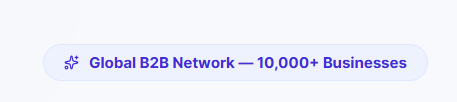 Global B2B Network — 10,000+ Businesses